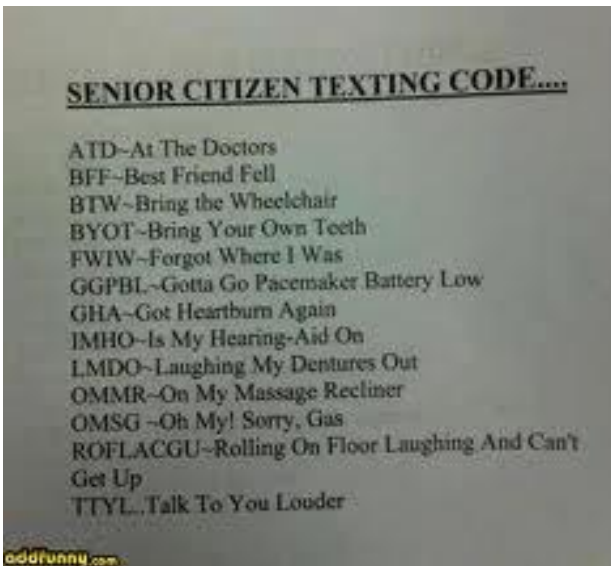 SENIOR CITIZEN TEXTING CODE....
ATD~At The Doctors
BFF~Best Friend Fell
BTW~Bring the Wheelchair
BYOT~Bring Your Own Teeth
FWIW~Forgot Where I Was
GGPBL~Gotta Go Pacemaker Battery Low
GHA~Got Heartburn Again
IMHO~Is My Hearing-Aid On
LMDO~Laughing My Dentures Out
OMMR~On My Massage Recliner
OMSG ~Oh My! Sorry, Gas
ROFLACGU~Rolling On Floor Laughing And Can't
Get Up
TTYL..Talk To You Louder
addfunny.com